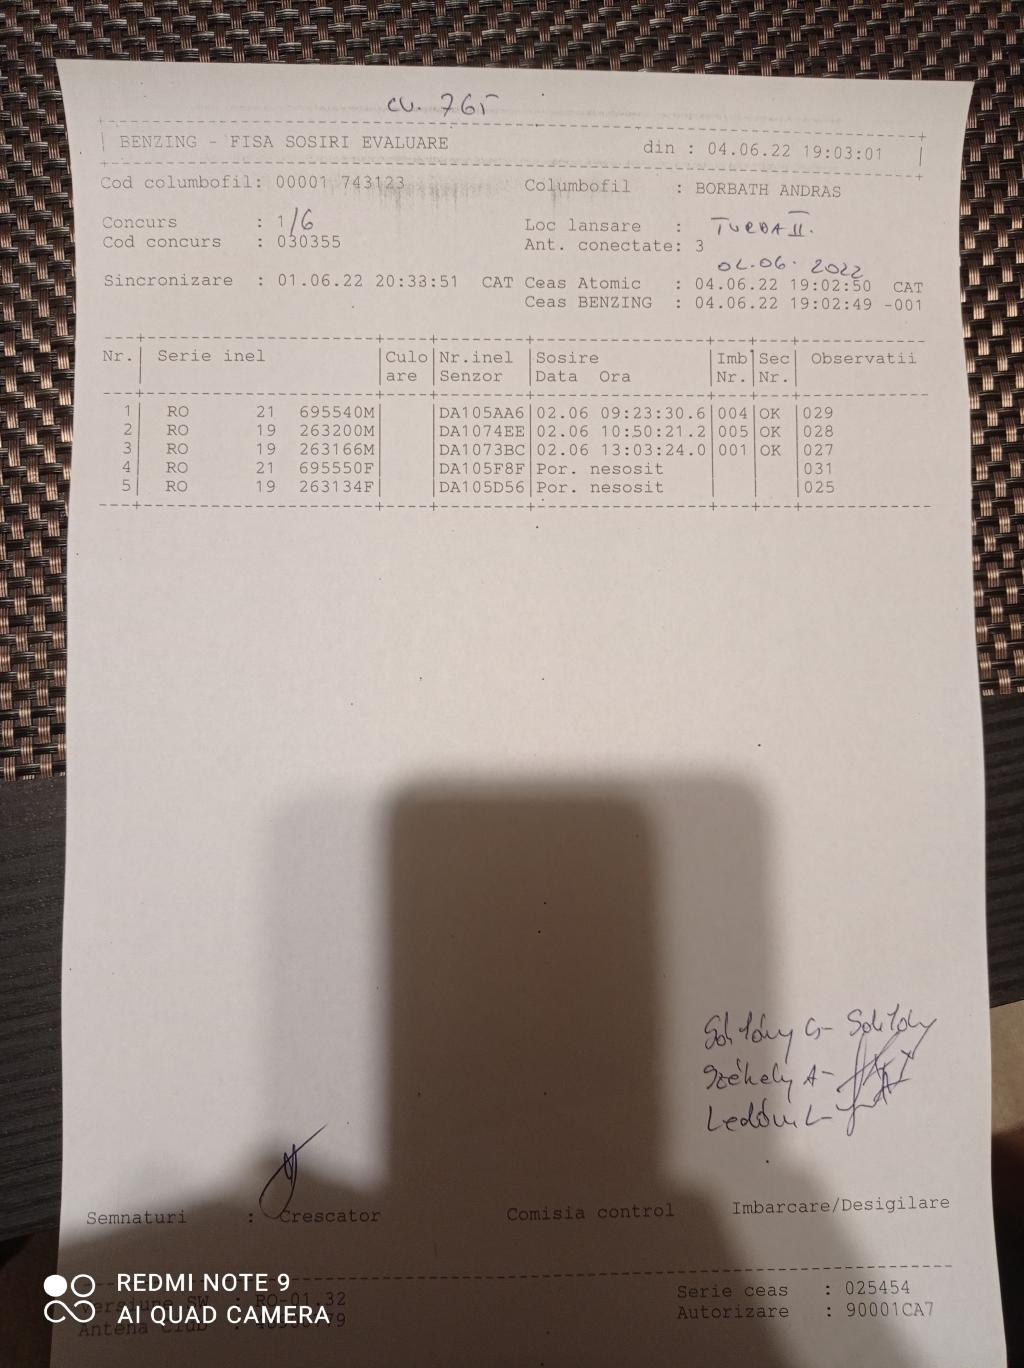 cv. 765
BENZING - FISA SOSIRI EVALUARE din : 04.06.22 19:03:01
Cod columbofil: 00001 743123 Columbofil : BORBATH ANDRAS
Concurs : 1/6 Loc lansare : TURDA II.
Cod concurs : 030355 Ant. conectate: 3
02.06. 2022
Sincronizare : 01.06.22 20:33:51 CAT Ceas Atomic : 04.06.22 19:02:50 CAT
Ceas BENZING : 04.06.22 19:02:49 -001
Nr. Serie inel Culo Nr.inel Sosire Imb Sec Observatii
are Senzor Data Ora Nr. Nr.
1 RO 21 695540M DA105AA6 02.06 09:23:30.6 004 OK 029
2 RO 19 263200M DA1074EE 02.06 10:50:21.2 005 OK 028
3 RO 19 263166M DA1073BC 02.06 13:03:24.0 001 OK 027
4 RO 21 695550F DA105F8F Por. nesosit 031
5 RO 19 263134F DA105D56 Por. nesosit 025
Székely A-
Semnaturi : Crescator Comisia control Imbarcare/Desigilare
Versiune SW : RO-01.32 Serie ceas : 025454
Antena Club : Autorizare : 90001CA7
REDMI NOTE 9
AI QUAD CAMERA